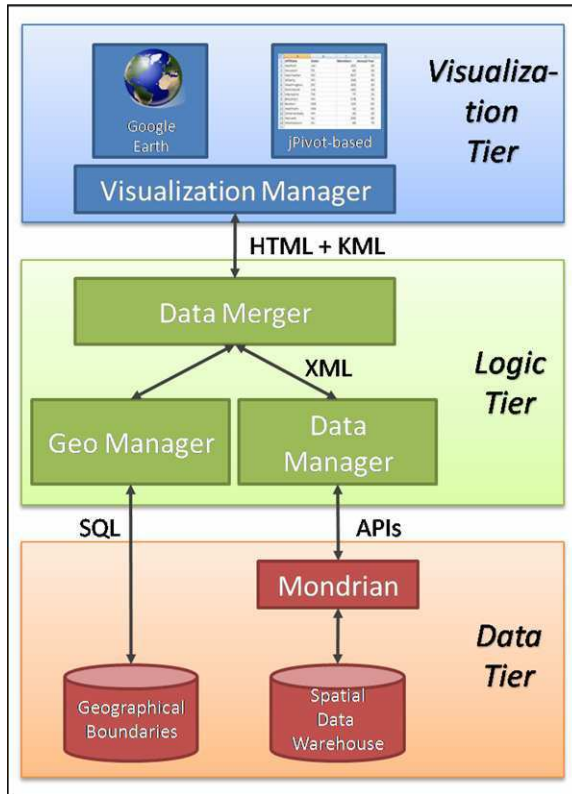 Visualiza-
tion
Tier
Google
Earth
jPivot-based
Visualization Manager
HTML + KML
Data Merger
XML
Logic
Tier
Geo Manager
Data
Manager
SQL
APIs
Mondrian
Data
Tier
Geographical
Boundaries
Spatial
Data
Warehouse